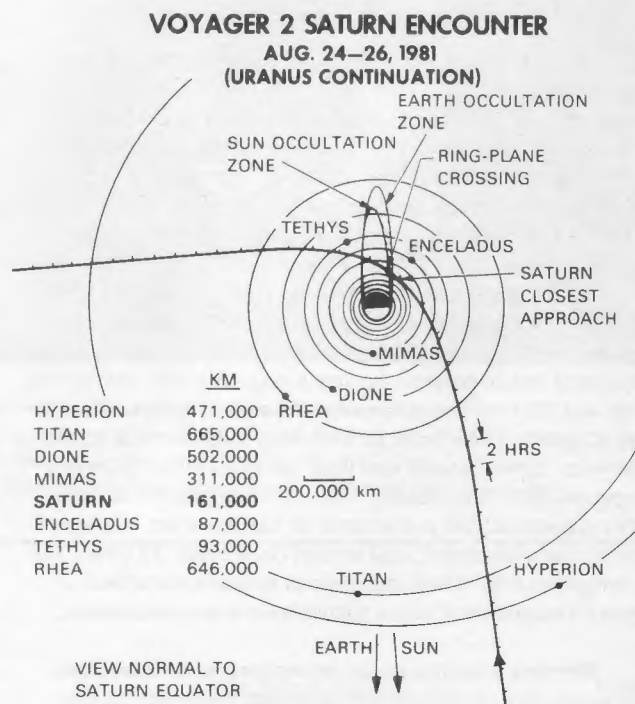 VOYAGER 2 SATURN ENCOUNTER
AUG. 24–26, 1981
(URANUS CONTINUATION)
EARTH OCCULTATION
ZONE
SUN OCCULTATION
ZONE
RING-PLANE
CROSSING
TETHYS
ENCELADUS
SATURN
CLOSEST
APPROACH
MIMAS
DIONE
RHEA
KM
HYPERION 471,000
TITAN 665,000
DIONE 502,000
MIMAS 311,000
SATURN 161,000
ENCELADUS 87,000
TETHYS 93,000
RHEA 646,000
2 HRS
200,000 km
TITAN
HYPERION
EARTH SUN
VIEW NORMAL TO
SATURN EQUATOR